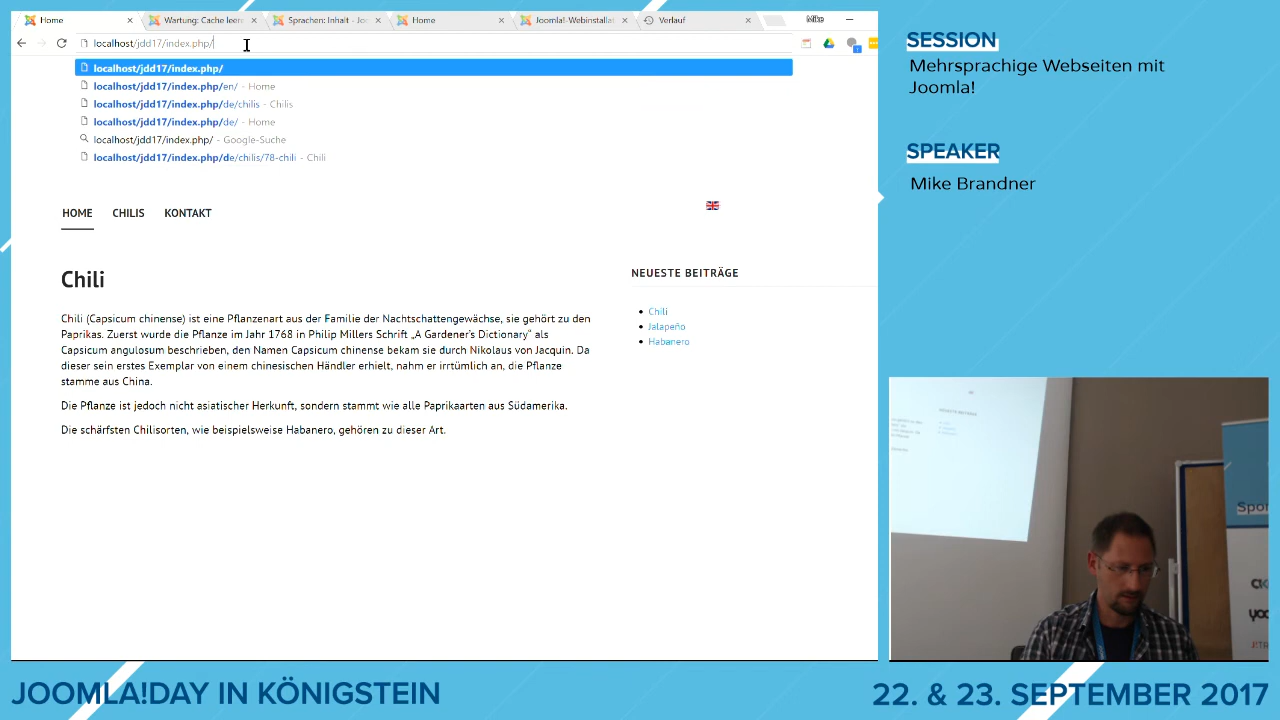 Home
Wartung: Cache leere
Sprachen: Inhalt - Joo
Home
Joomla!-Webinstallat
Verlauf
Mike
localhost/jdd17/index.php/
localhost/jdd17/index.php/
localhost/jdd17/index.php/en/ - Home
localhost/jdd17/index.php/de/chilis - Chilis
localhost/jdd17/index.php/de/ - Home
localhost/jdd17/index.php/ - Google-Suche
localhost/jdd17/index.php/de/chilis/78-chili - Chili
HOME CHILIS KONTAKT
Chili
Chili (Capsicum chinense) ist eine Pflanzenart aus der Familie der Nachtschattengewächse, sie gehört zu den
Paprikas. Zuerst wurde die Pflanze im Jahr 1768 in Philip Millers Schrift „A Gardener's Dictionary“ als
Capsicum angulosum beschrieben, den Namen Capsicum chinense bekam sie durch Nikolaus von Jacquin. Da
dieser sein erstes Exemplar von einem chinesischen Händler erhielt, nahm er irrtümlich an, die Pflanze
stamme aus China.
Die Pflanze ist jedoch nicht asiatischer Herkunft, sondern stammt wie alle Paprikaarten aus Südamerika.
Die schärfsten Chilisorten, wie beispielsweise Habanero, gehören zu dieser Art.
NEUESTE BEITRÄGE
Chili
Jalapeño
Habanero
SESSION
Mehrsprachige Webseiten mit
Joomla!
SPEAKER
Mike Brandner
Spor
JOOMLA!DAY IN KÖNIGSTEIN
22. & 23. SEPTEMBER 2017